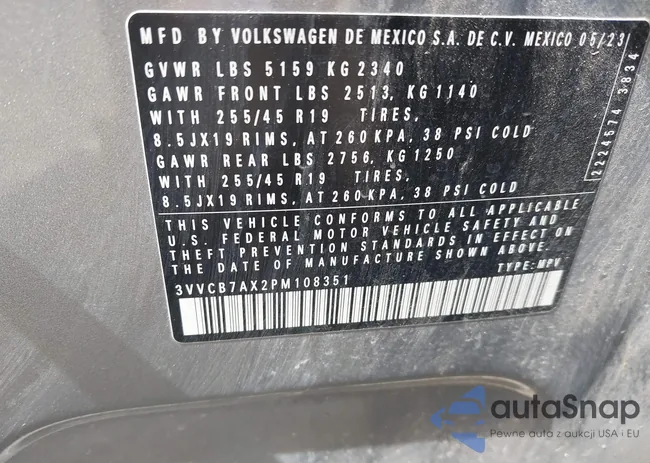 MFD BY VOLKSWAGEN DE MEXICO S.A. DE C.V. MEXICO 05/23
GVWR LBS 5159 KG 2340
GAWR FRONT LBS 2513, KG 1140
WITH 255/45 R19 TIRES,
8.5JX19 RIMS, AT 260 KPA, 38 PSI COLD
GAWR REAR LBS 2756, KG 1250
WITH 255/45 R19 TIRES,
8.5JX19 RIMS, AT 260 KPA, 38 PSI COLD
2224574 3834
THIS VEHICLE CONFORMS TO ALL APPLICABLE
U.S. FEDERAL MOTOR VEHICLE SAFETY AND
THEFT PREVENTION STANDARDS IN EFFECT ON
THE DATE OF MANUFACTURE SHOWN ABOVE.
TYPE: MPV
3VVCB7AX2PM108351
autaSnap
Pewne auta z aukcji USA i EU